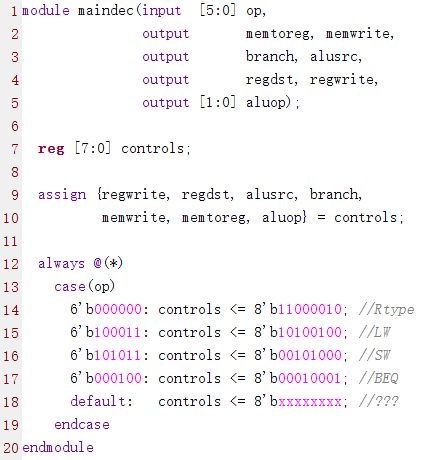 1 module maindec(input  [5:0] op,
2                output       memtoreg, memwrite,
3                output       branch, alusrc,
4                output       regdst, regwrite,
5                output [1:0] aluop);
6
7   reg [7:0] controls;
8
9   assign {regwrite, regdst, alusrc, branch,
10          memwrite, memtoreg, aluop} = controls;
11
12  always @(*)
13    case(op)
14      6'b000000: controls <= 8'b11000010; //Rtype
15      6'b100011: controls <= 8'b10100100; //LW
16      6'b101011: controls <= 8'b00101000; //SW
17      6'b000100: controls <= 8'b00010001; //BEQ
18      default:   controls <= 8'bxxxxxxxx; //???
19    endcase
20 endmodule